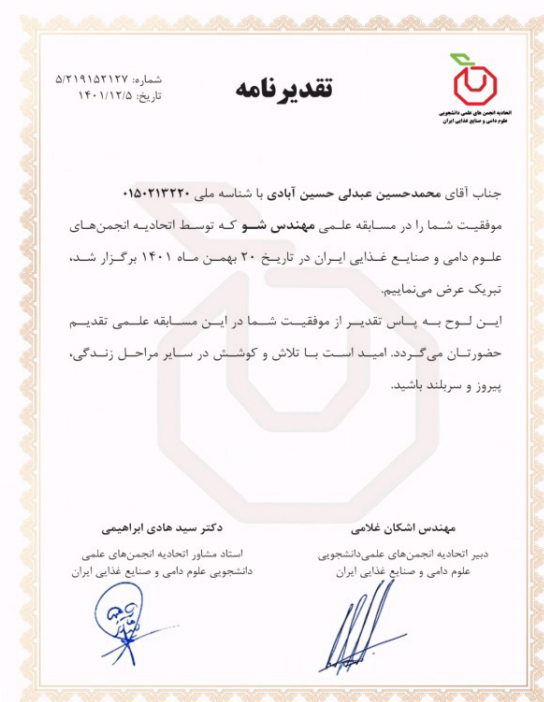 اتحادیه انجمن های علمی دانشجویی
علوم دامی و صنایع غذایی ایران
تقدیرنامه
شماره: ۵/۲۱۹۱۵۲۱۲۷
تاریخ: ۱۴۰۱/۱۲/۵
جناب آقای محمدحسین عبدلی حسین آبادی با شناسه ملی ۰۱۵۰۲۱۳۲۲۰
موفقیت شما را در مسابقه علمی مهندس شو که توسط اتحادیه انجمن‌های
علوم دامی و صنایع غذایی ایران در تاریخ ۲۰ بهمن ماه ۱۴۰۱ برگزار شد،
تبریک عرض می‌نماییم.
این لوح به پاس تقدیر از موفقیت شما در این مسابقه علمی تقدیم
حضورتان می‌گردد. امید است با تلاش و کوشش در سایر مراحل زندگی،
پیروز و سربلند باشید.
مهندس اشکان غلامی
دبیر اتحادیه انجمن‌های علمی‌دانشجویی
علوم دامی و صنایع غذایی ایران
دکتر سید هادی ابراهیمی
استاد مشاور اتحادیه انجمن‌های علمی
دانشجویی علوم دامی و صنایع غذایی ایران